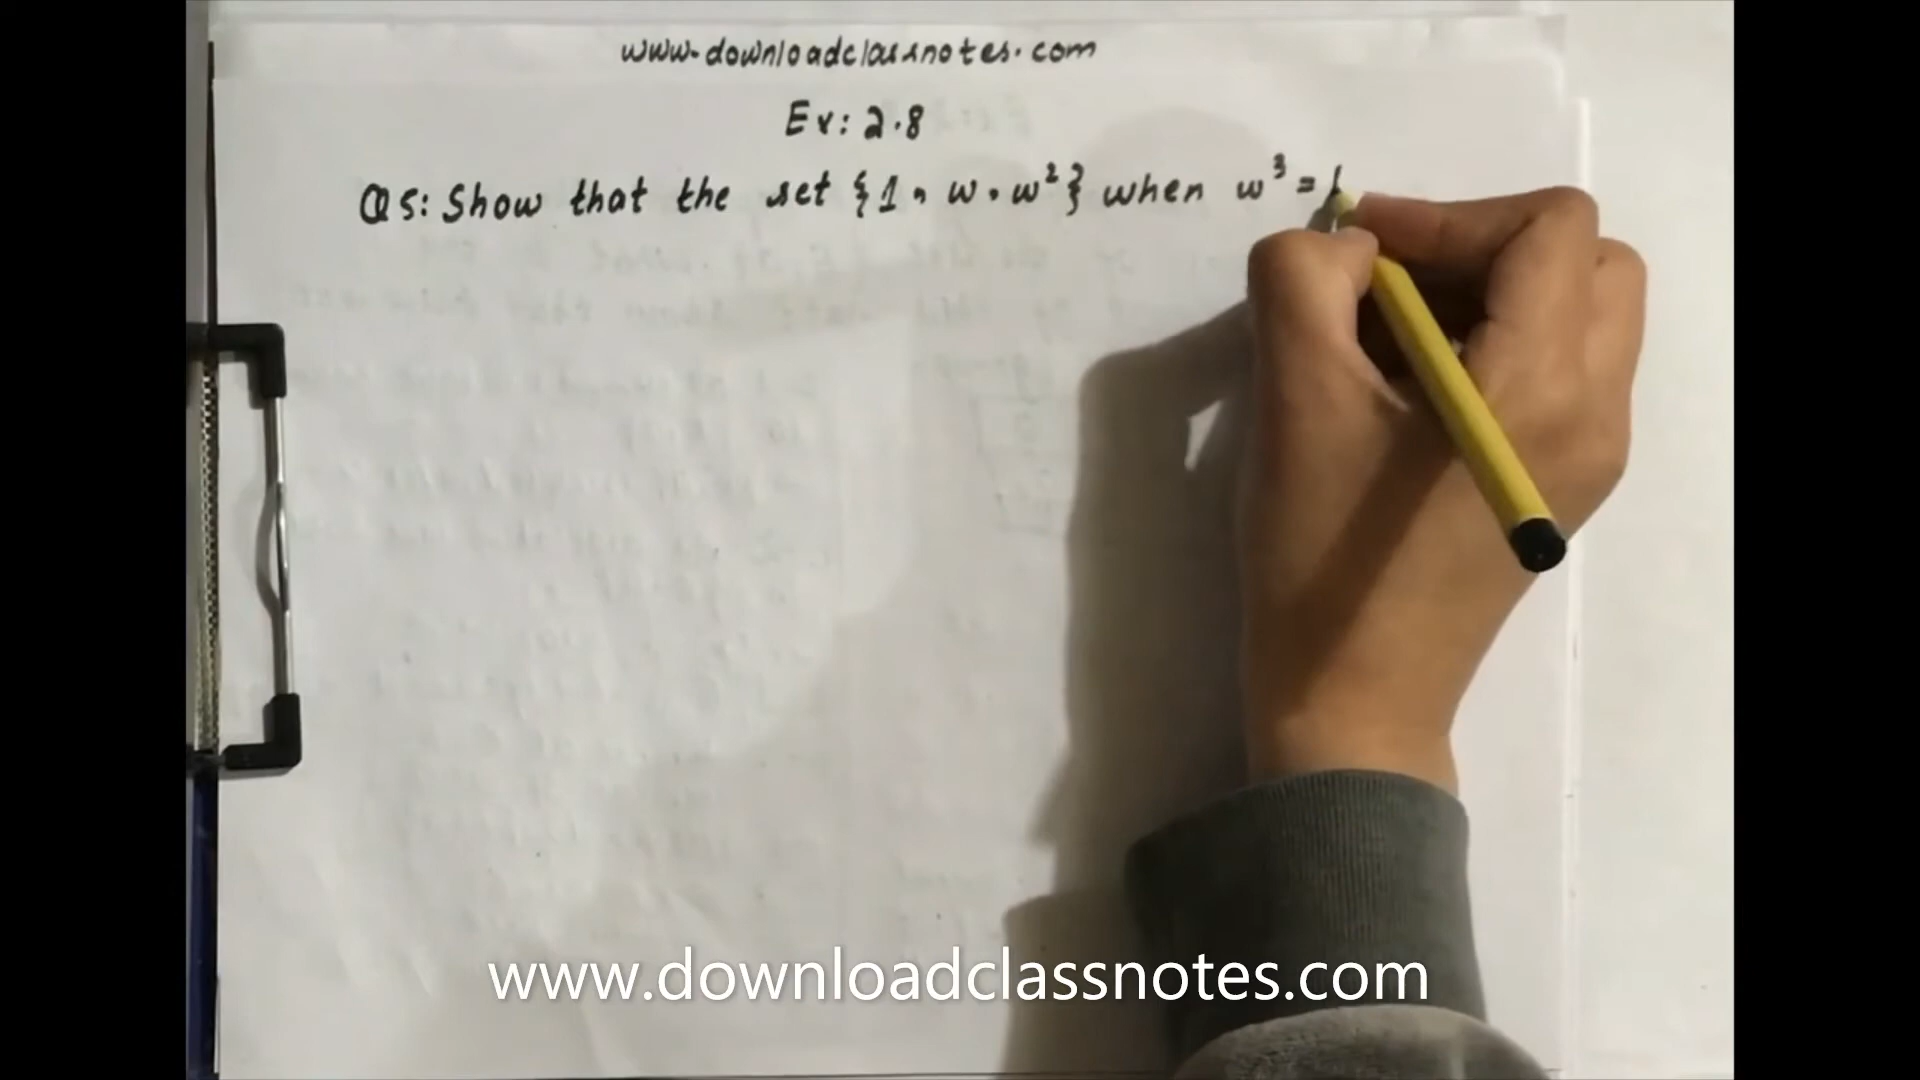 www.downloadclassnotes.com
Ex: 2.8
Q5: Show that the set {1, w, w²} when w³ = 1
www.downloadclassnotes.com